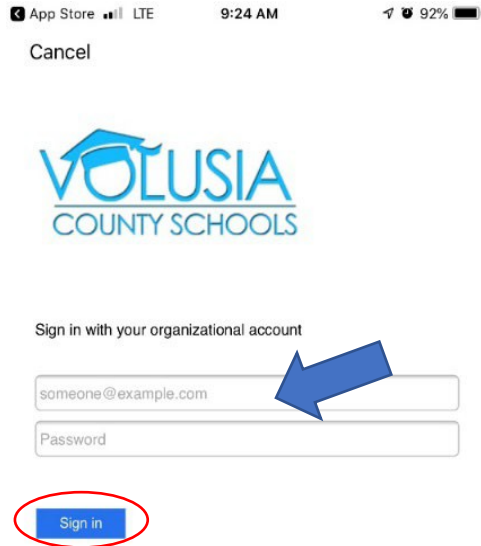 App Store LTE 9:24 AM 92%
Cancel
VOLUSIA
COUNTY SCHOOLS
Sign in with your organizational account
someone@example.com
Password
Sign in